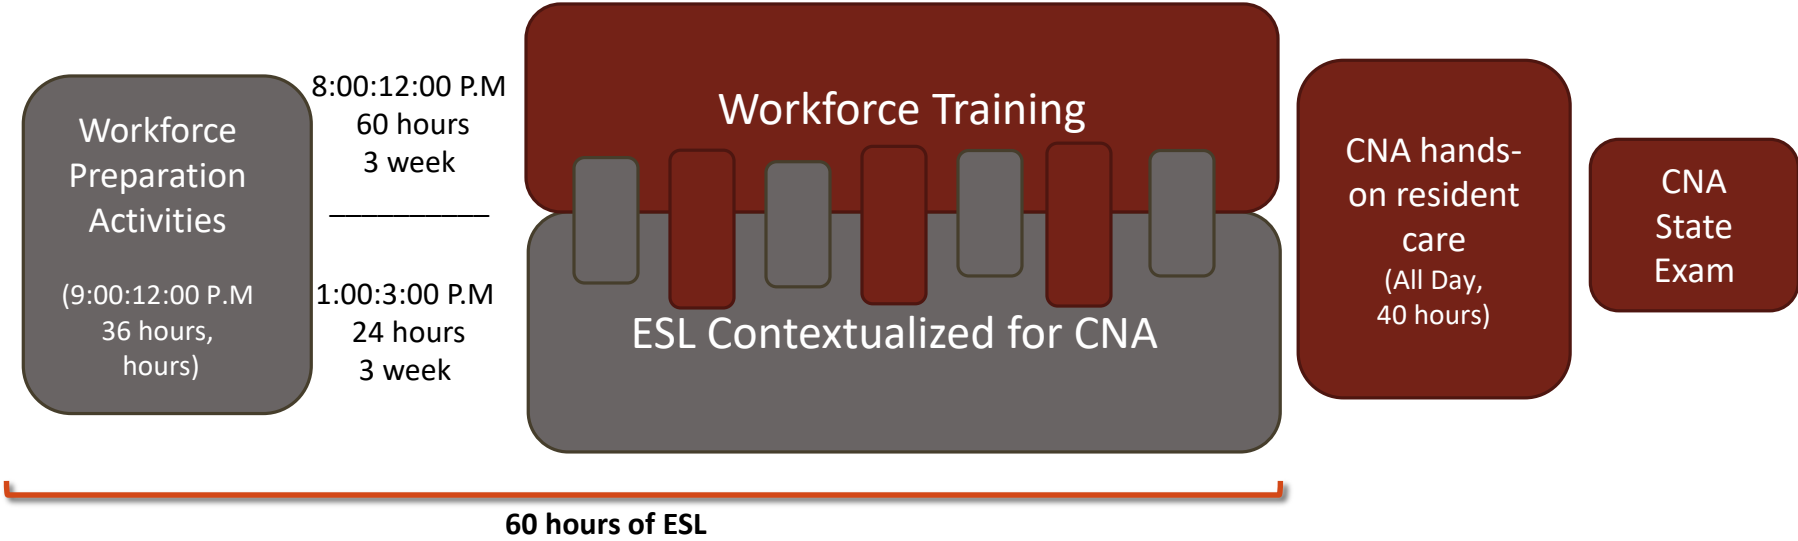 Workforce
Preparation
Activities
(9:00:12:00 P.M
36 hours,
hours)
8:00:12:00 P.M
60 hours
3 week
__________
1:00:3:00 P.M
24 hours
3 week
Workforce Training
ESL Contextualized for CNA
CNA hands-
on resident
care
(All Day,
40 hours)
CNA
State
Exam
60 hours of ESL